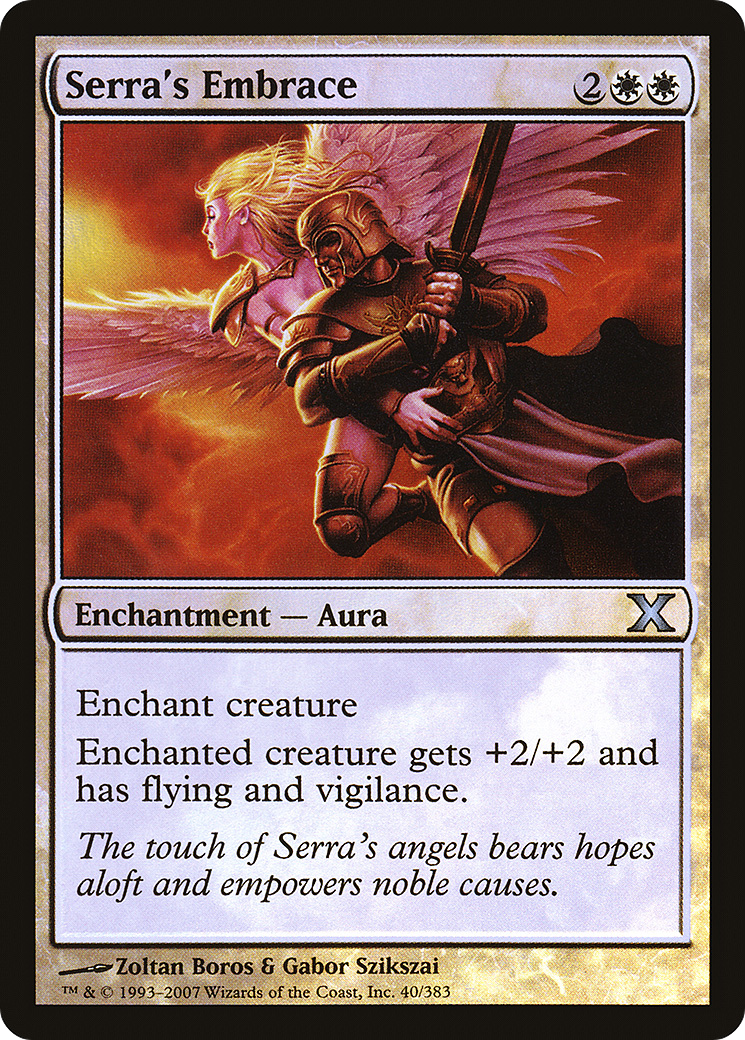 Serra's Embrace 2
Enchantment — Aura X
Enchant creature
Enchanted creature gets +2/+2 and
has flying and vigilance.
The touch of Serra's angels bears hopes
aloft and empowers noble causes.
Zoltan Boros & Gabor Szikszai
™ & © 1993–2007 Wizards of the Coast, Inc. 40/383